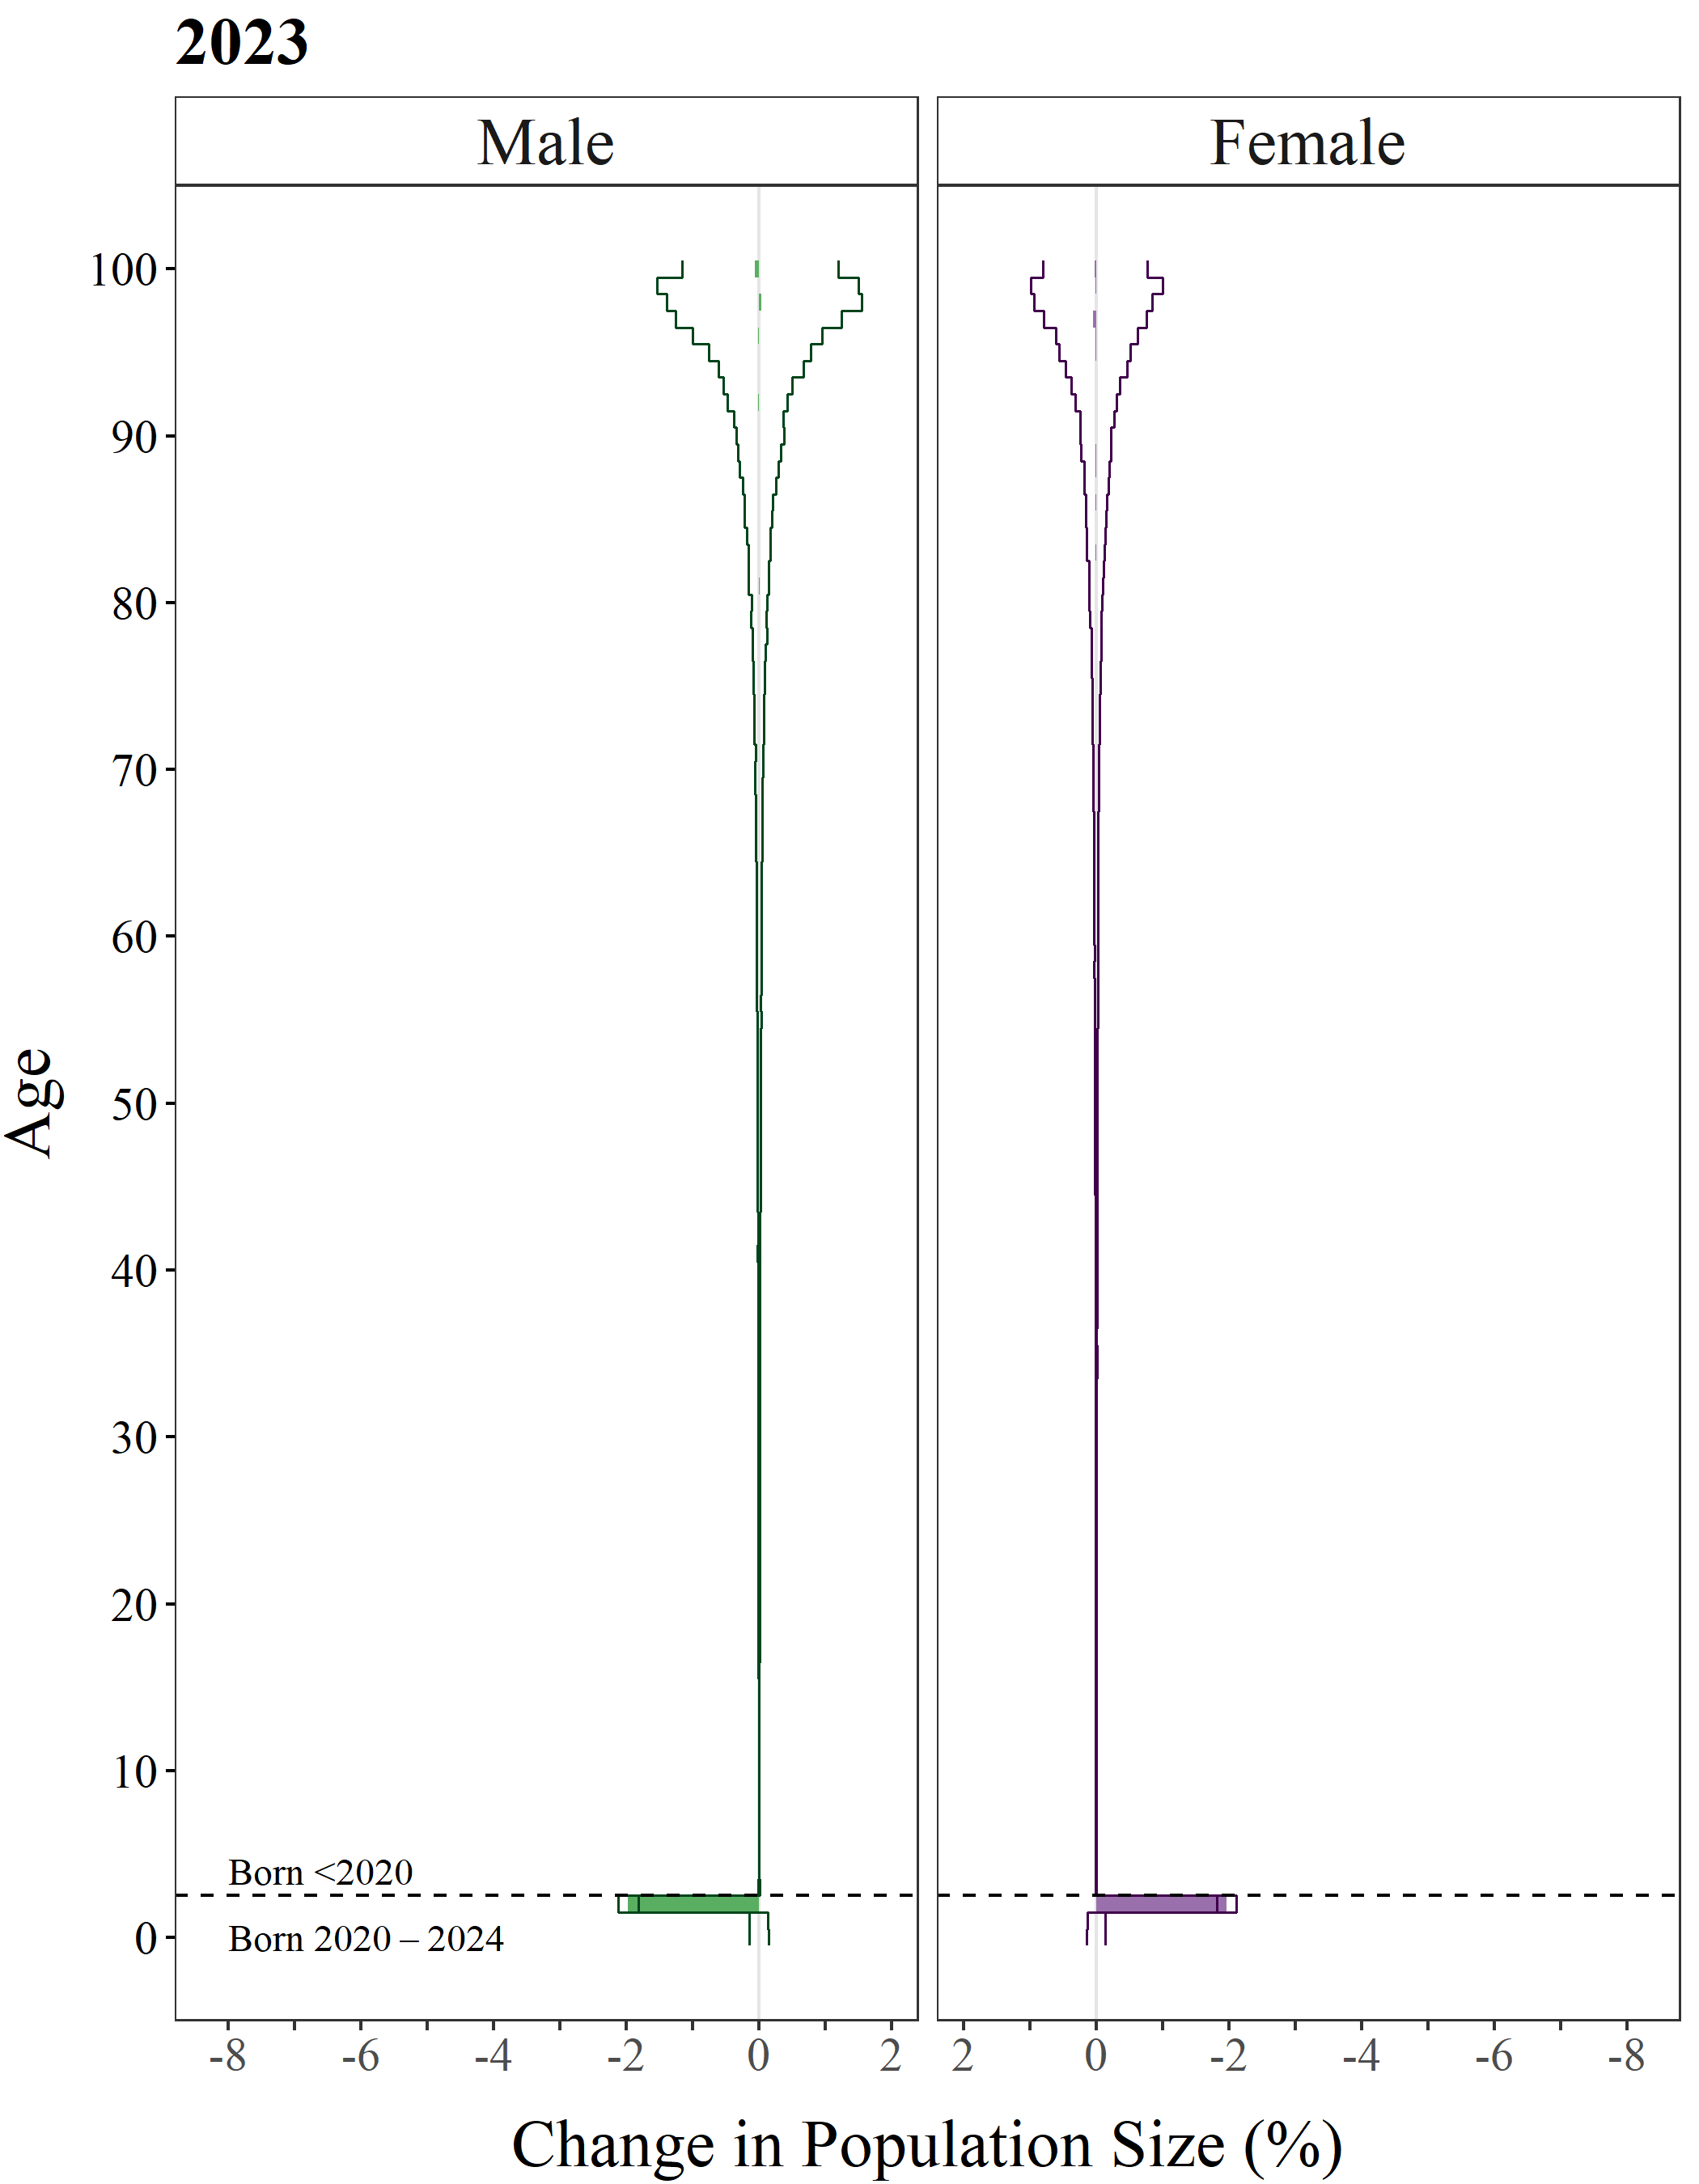 2023
Male
Female
100
90
80
70
60
50
40
30
20
10
0
Age
Born <2020
Born 2020 – 2024
-8 -6 -4 -2 0 2
2 0 -2 -4 -6 -8
Change in Population Size (%)